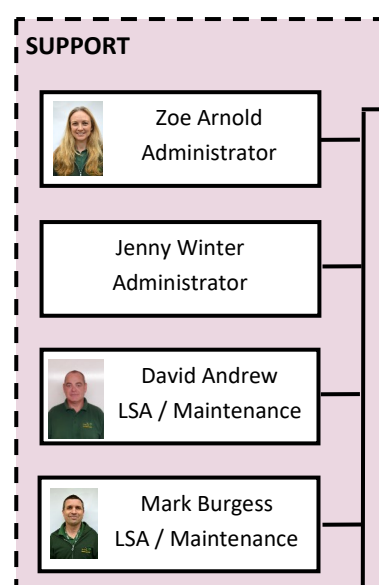 SUPPORT
Zoe Arnold
Administrator
Jenny Winter
Administrator
David Andrew
LSA / Maintenance
Mark Burgess
LSA / Maintenance